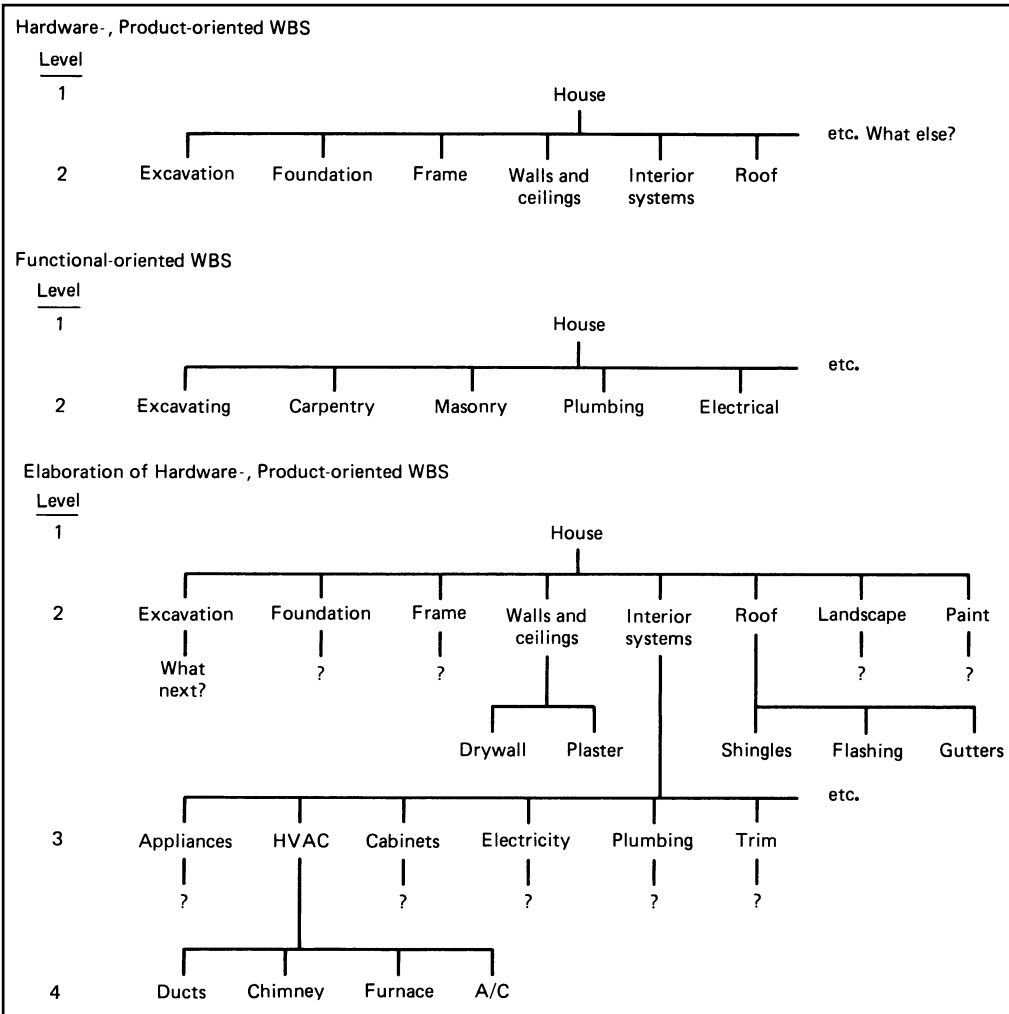 Hardware-, Product-oriented WBS
Level
1
House
etc. What else?
2
Excavation
Foundation
Frame
Walls and
ceilings
Interior
systems
Roof
Functional-oriented WBS
Level
1
House
etc.
2
Excavating
Carpentry
Masonry
Plumbing
Electrical
Elaboration of Hardware-, Product-oriented WBS
Level
1
House
2
Excavation
Foundation
Frame
Walls and
ceilings
Interior
systems
Roof
Landscape
Paint
What
next?
?
?
?
?
Drywall
Plaster
Shingles
Flashing
Gutters
etc.
3
Appliances
HVAC
Cabinets
Electricity
Plumbing
Trim
?
?
?
?
?
4
Ducts
Chimney
Furnace
A/C